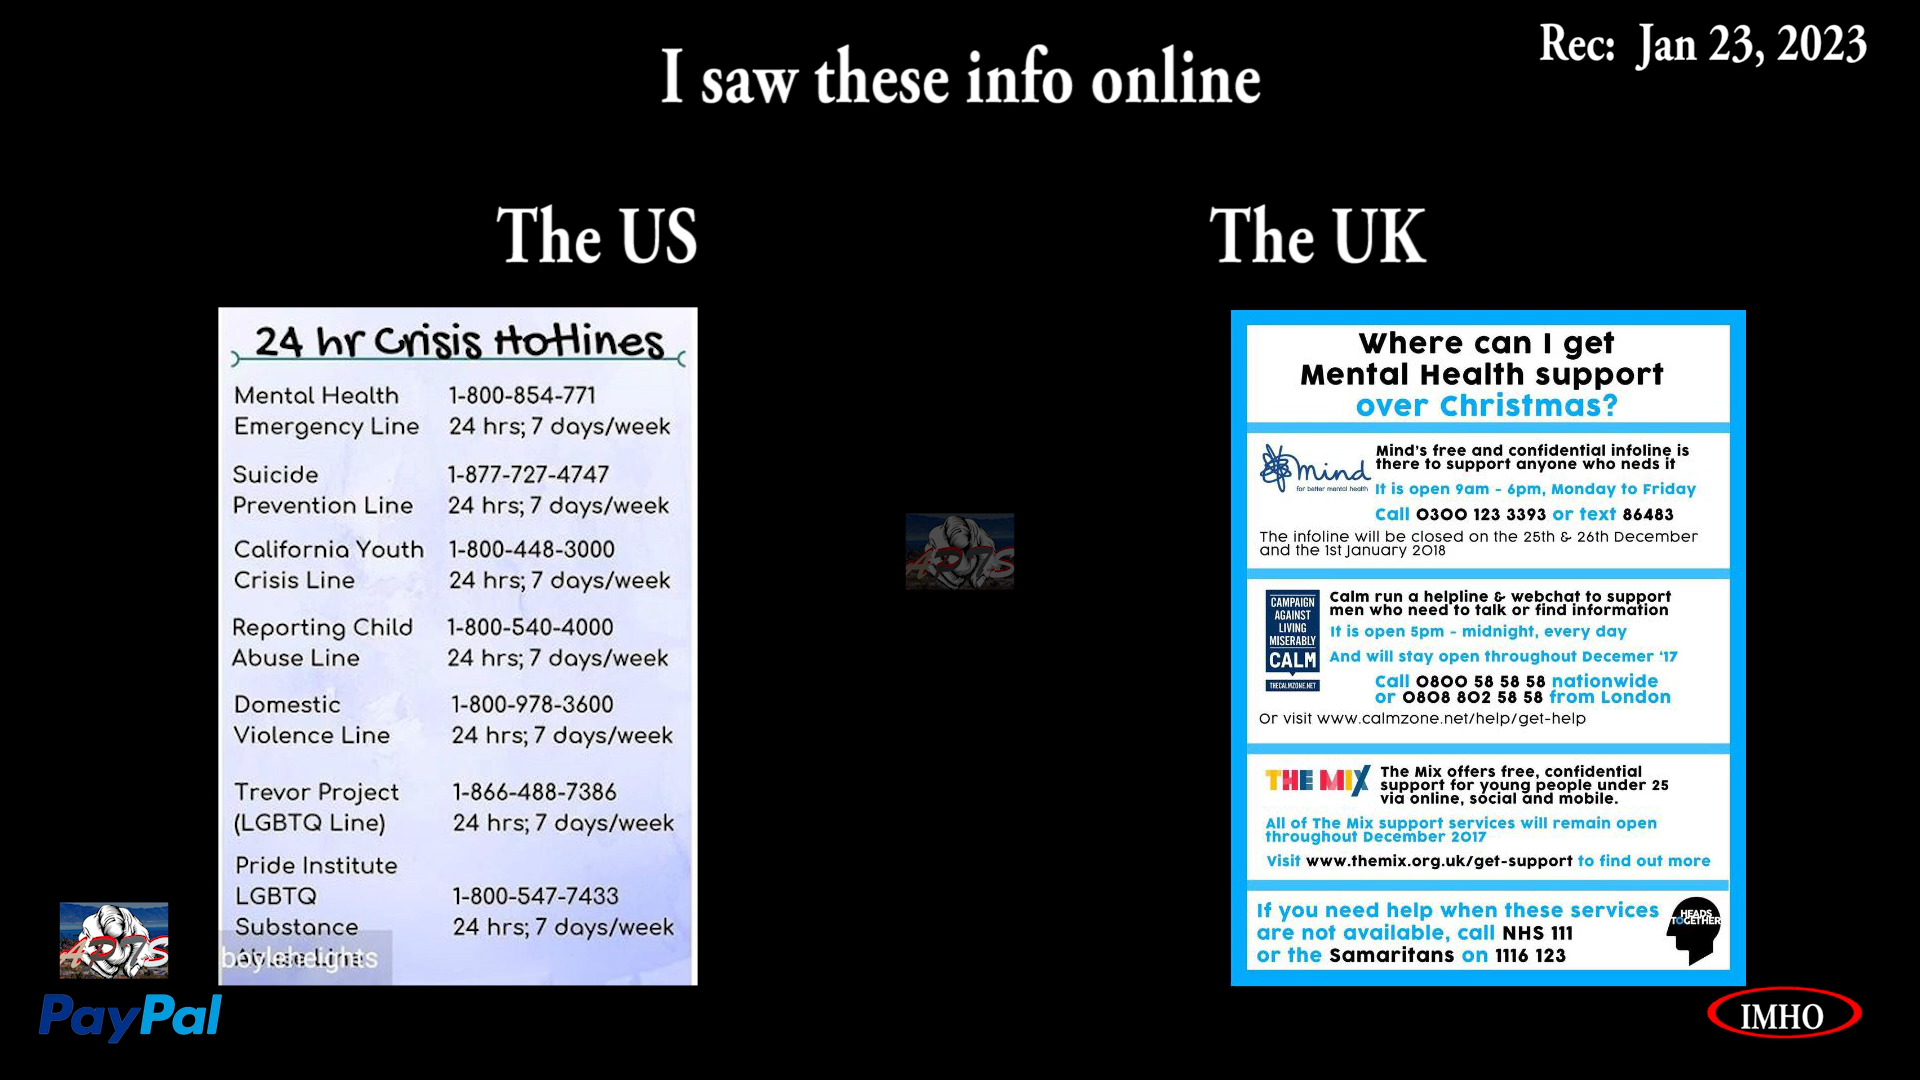 Rec: Jan 23, 2023
I saw these info online
The US
The UK
24 hr Crisis Hotlines
Mental Health 1-800-854-771
Emergency Line 24 hrs; 7 days/week
Suicide 1-877-727-4747
Prevention Line 24 hrs; 7 days/week
California Youth 1-800-448-3000
Crisis Line 24 hrs; 7 days/week
Reporting Child 1-800-540-4000
Abuse Line 24 hrs; 7 days/week
Domestic 1-800-978-3600
Violence Line 24 hrs; 7 days/week
Trevor Project 1-866-488-7386
(LGBTQ Line) 24 hrs; 7 days/week
Pride Institute
LGBTQ 1-800-547-7433
Substance 24 hrs; 7 days/week
boyleheights
Where can I get
Mental Health support
over Christmas?
mind
for better mental health
Mind's free and confidential infoline is
there to support anyone who neds it
It is open 9am - 6pm, Monday to Friday
Call 0300 123 3393 or text 86483
The infoline will be closed on the 25th & 26th December
and the 1st January 2018
CAMPAIGN
AGAINST
LIVING
MISERABLY
CALM
THECALMZONE.NET
Calm run a helpline & webchat to support
men who need to talk or find information
It is open 5pm - midnight, every day
And will stay open throughout Decemer '17
Call 0800 58 58 58 nationwide
or 0808 802 58 58 from London
Or visit www.calmzone.net/help/get-help
THE MIX
The Mix offers free, confidential
support for young people under 25
via online, social and mobile.
All of The Mix support services will remain open
throughout December 2017
Visit www.themix.org.uk/get-support to find out more
If you need help when these services
are not available, call NHS 111
or the Samaritans on 1116 123
HEADS
TOGETHER
PayPal
IMHO